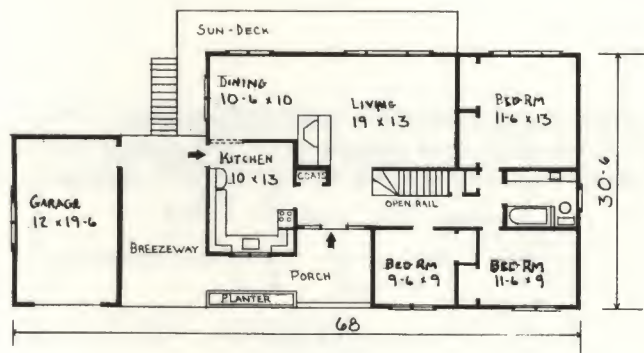 SUN-DECK
DINING
10-6 x 10
LIVING
19 x 13
BED-RM
11-6 x 13
KITCHEN
10 x 13
COATS
GARAGE
12 x 19-6
OPEN RAIL
BREEZEWAY
PORCH
BED RM
9-6 x 9
BED-RM
11-6 x 9
PLANTER
30-6
68